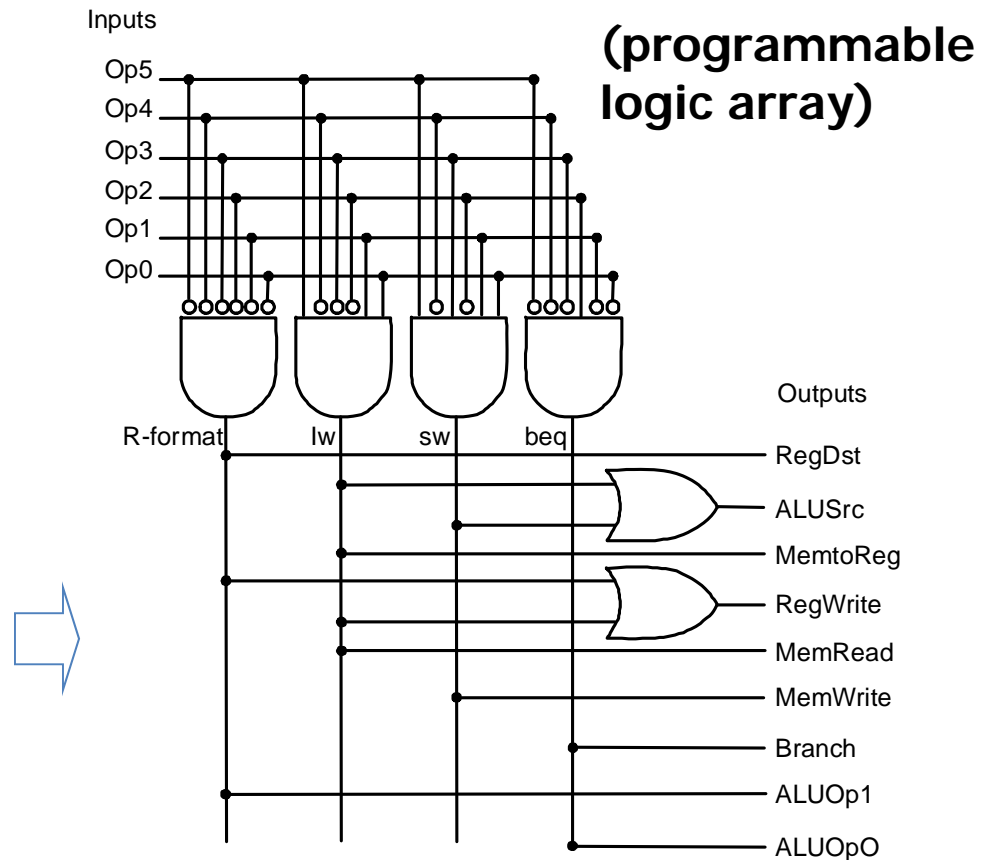 Inputs
(programmable
logic array)
Op5
Op4
Op3
Op2
Op1
Op0
Outputs
R-format
lw
sw
beq
RegDst
ALUSrc
MemtoReg
RegWrite
MemRead
MemWrite
Branch
ALUOp1
ALUOpO